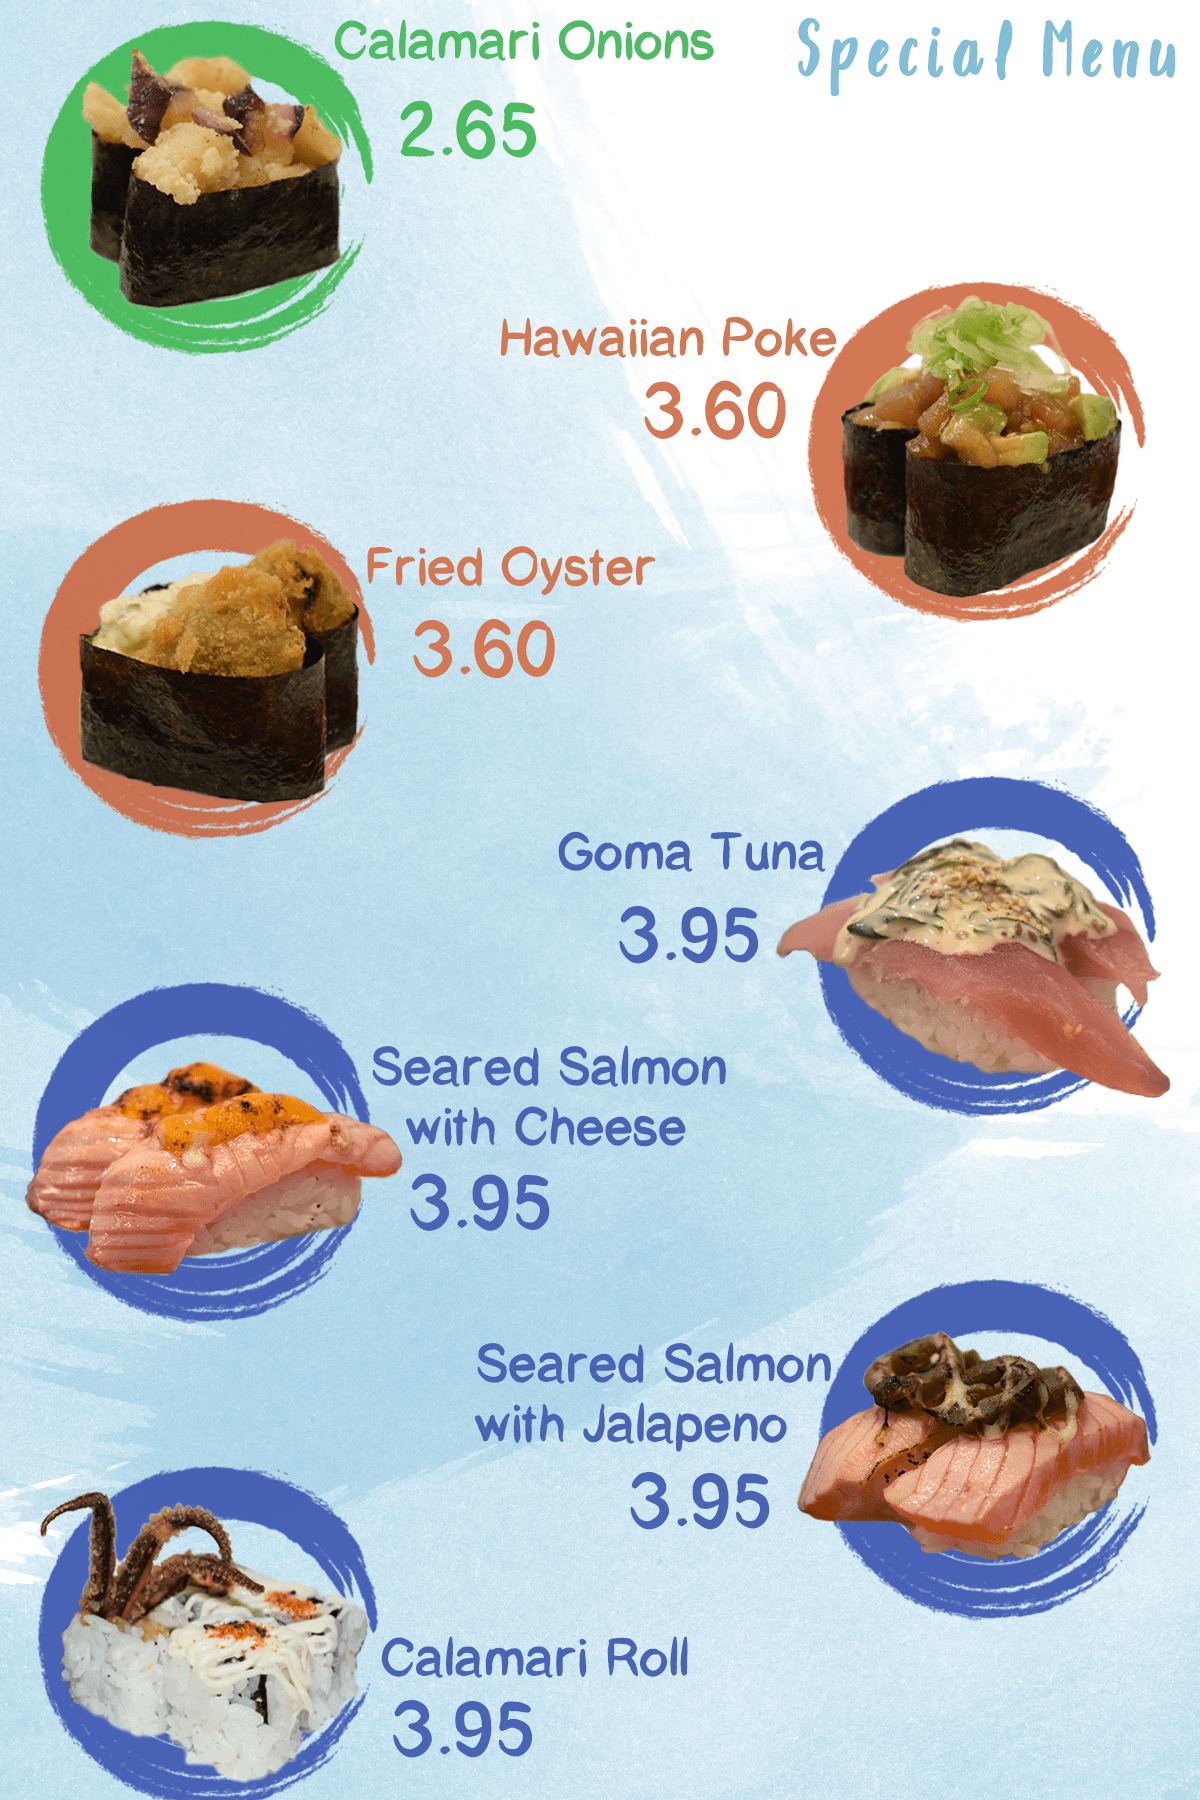 Special Menu
Calamari Onions
2.65
Hawaiian Poke
3.60
Fried Oyster
3.60
Goma Tuna
3.95
Seared Salmon
with Cheese
3.95
Seared Salmon
with Jalapeno
3.95
Calamari Roll
3.95